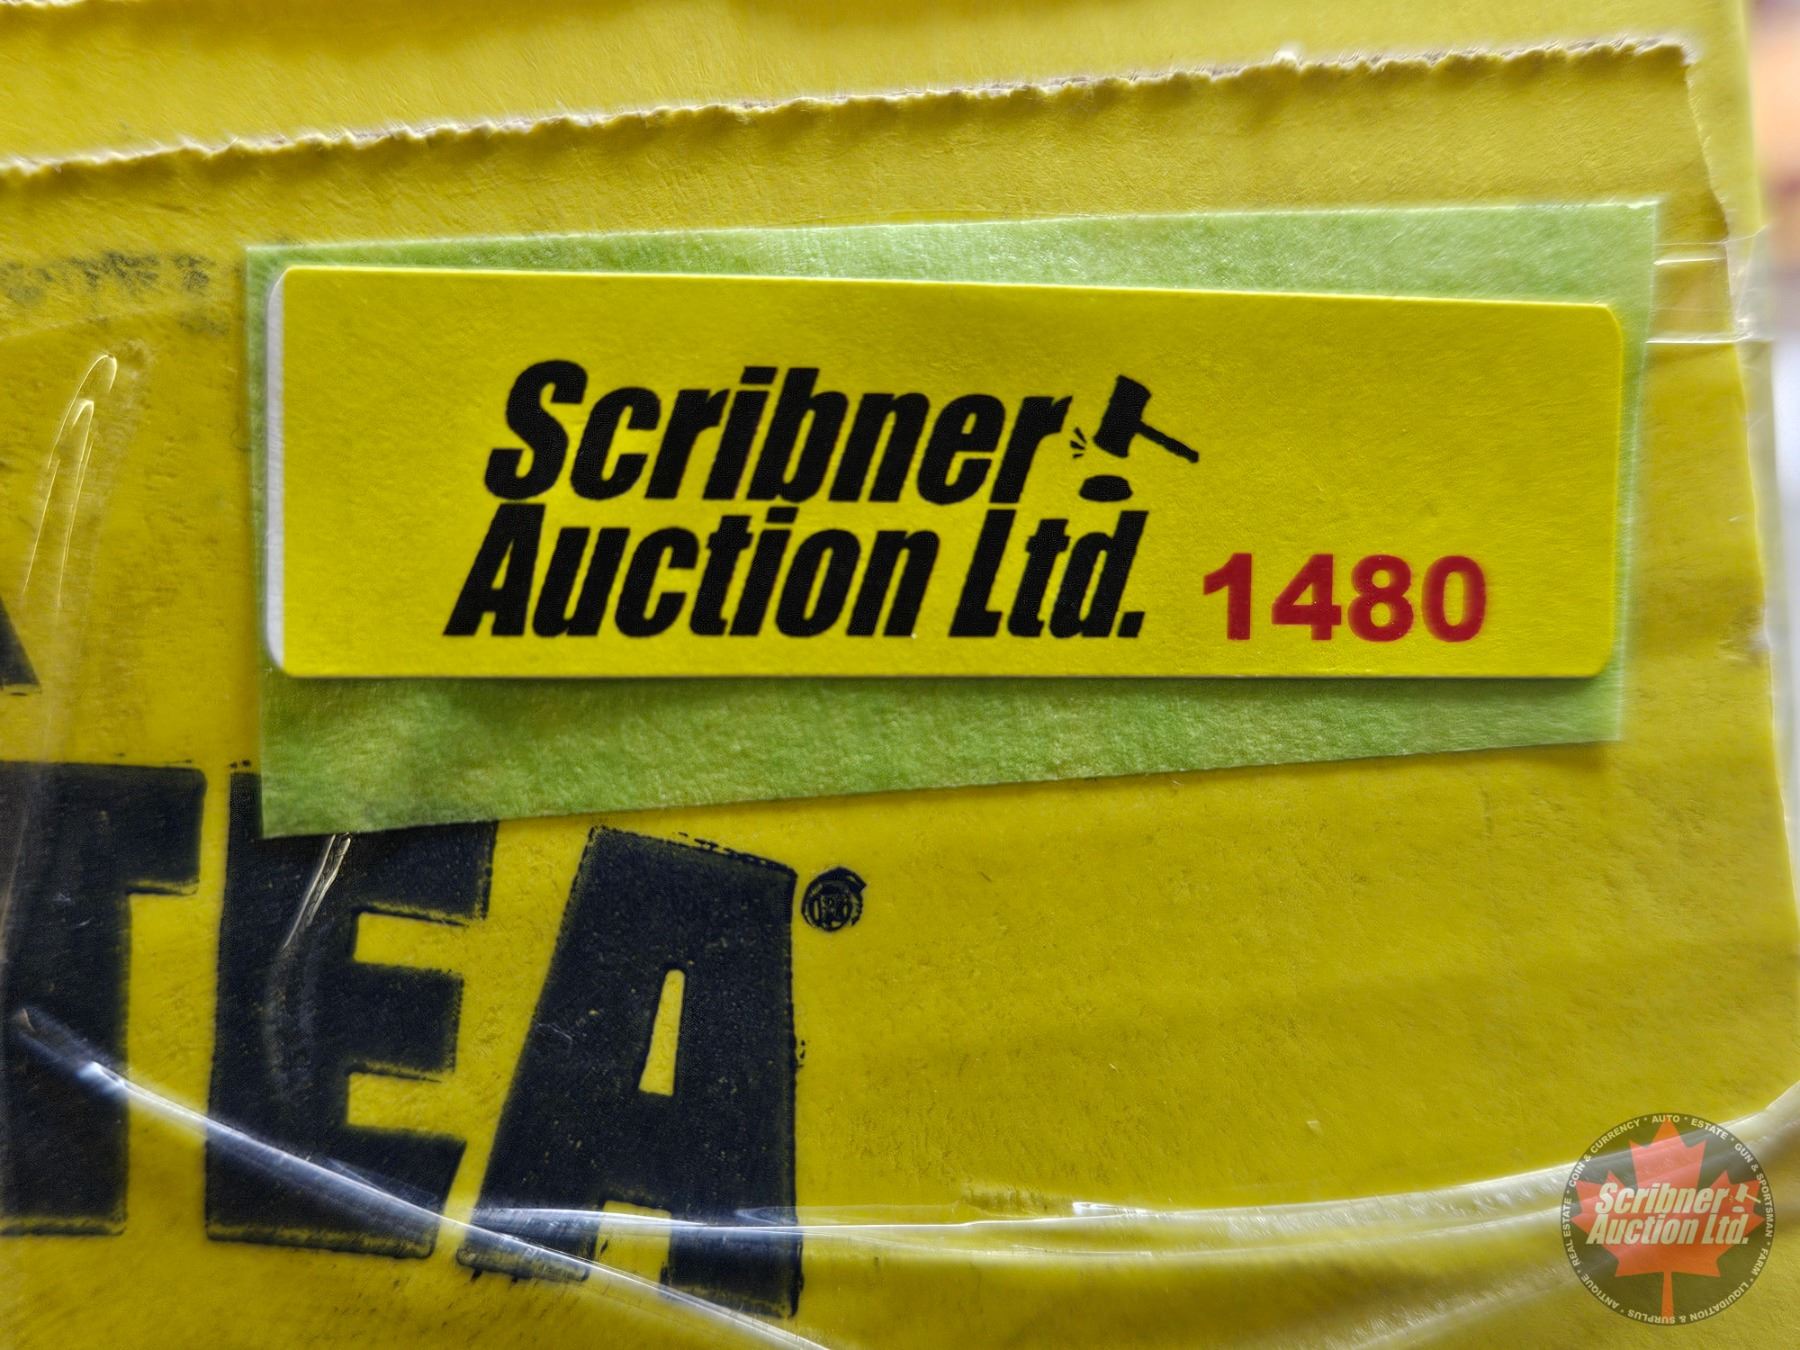 Scribner
Auction Ltd. 1480
TEA®
COIN & CURRENCY • AUTO • ESTATE • GUN & SPORTSMAN • FARM • LIQUIDATION & SURPLUS • ANTIQUE • REAL ESTATE
Scribner
Auction Ltd.